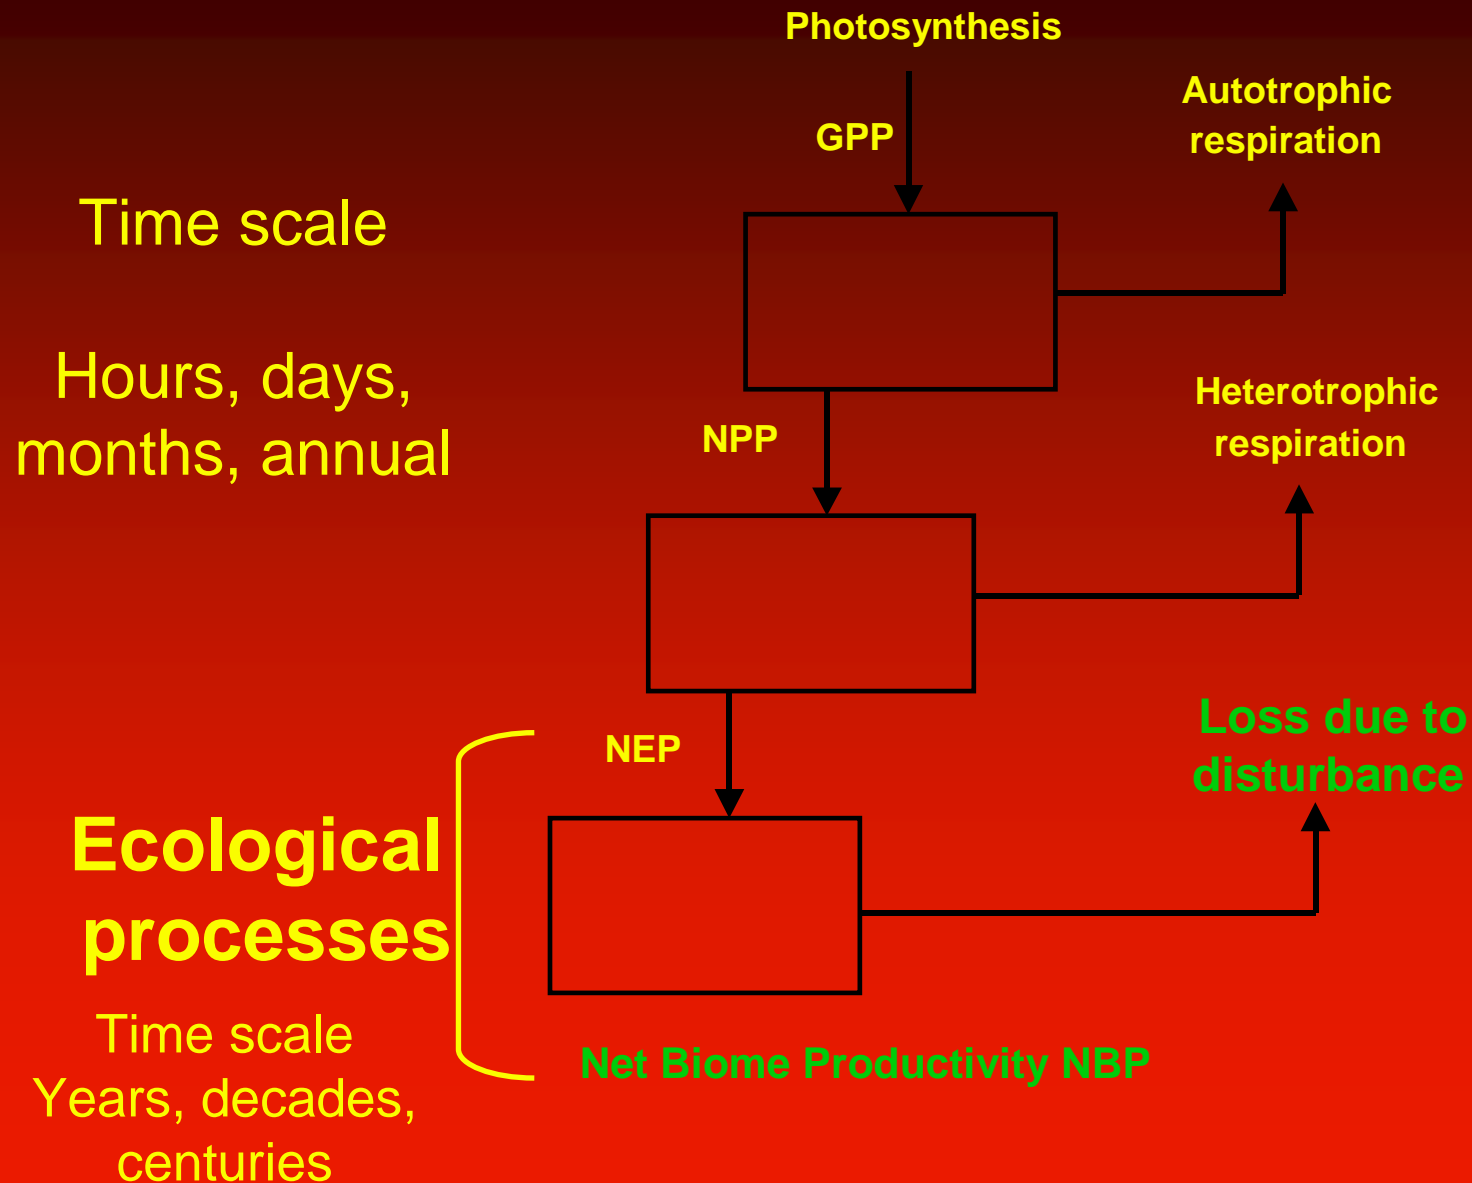 Photosynthesis
Autotrophic
respiration
GPP
Time scale
Hours, days,
months, annual
Heterotrophic
respiration
NPP
Loss due to
disturbance
NEP
Ecological
processes
Time scale
Years, decades,
centuries
Net Biome Productivity NBP